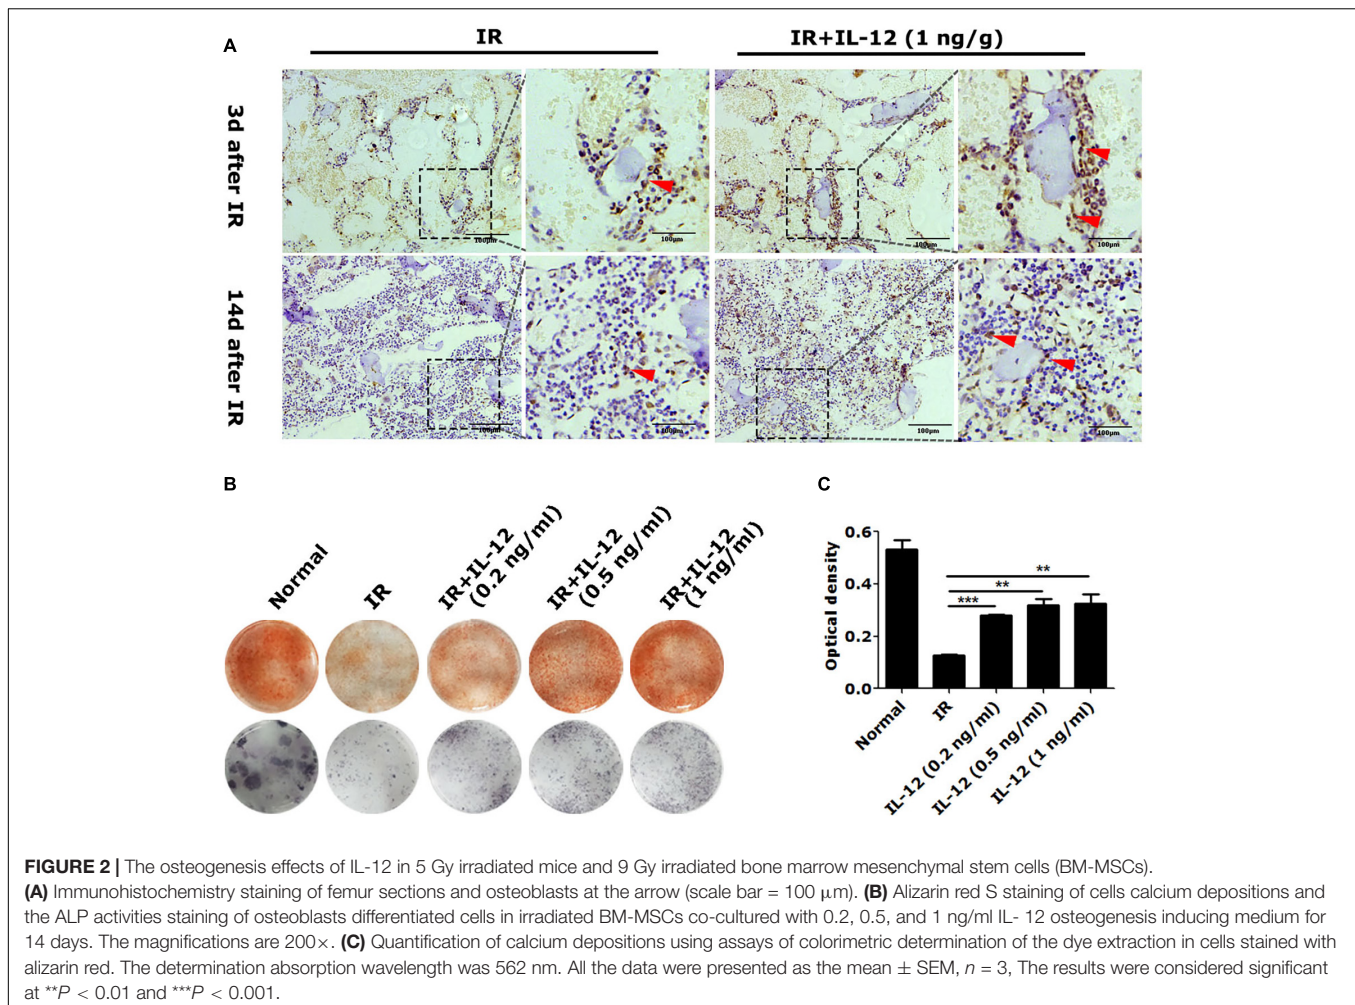 A
IR
IR+IL-12 (1 ng/g)
3d after IR
100μm
100μm
100μm
100μm
14d after IR
100μm
100μm
100μm
100μm
B
Normal
IR
IR+IL-12
(0.2 ng/ml)
IR+IL-12
(0.5 ng/ml)
IR+IL-12
(1 ng/ml)
C
Optical density
0.6
0.4
0.2
0.0
***
**
**
Normal
IR
IL-12 (0.2 ng/ml)
IL-12 (0.5 ng/ml)
IL-12 (1 ng/ml)
FIGURE 2 | The osteogenesis effects of IL-12 in 5 Gy irradiated mice and 9 Gy irradiated bone marrow mesenchymal stem cells (BM-MSCs).
(A) Immunohistochemistry staining of femur sections and osteoblasts at the arrow (scale bar = 100 μm). (B) Alizarin red S staining of cells calcium depositions and
the ALP activities staining of osteoblasts differentiated cells in irradiated BM-MSCs co-cultured with 0.2, 0.5, and 1 ng/ml IL- 12 osteogenesis inducing medium for
14 days. The magnifications are 200×. (C) Quantification of calcium depositions using assays of colorimetric determination of the dye extraction in cells stained with
alizarin red. The determination absorption wavelength was 562 nm. All the data were presented as the mean ± SEM, n = 3, The results were considered significant
at **P < 0.01 and ***P < 0.001.